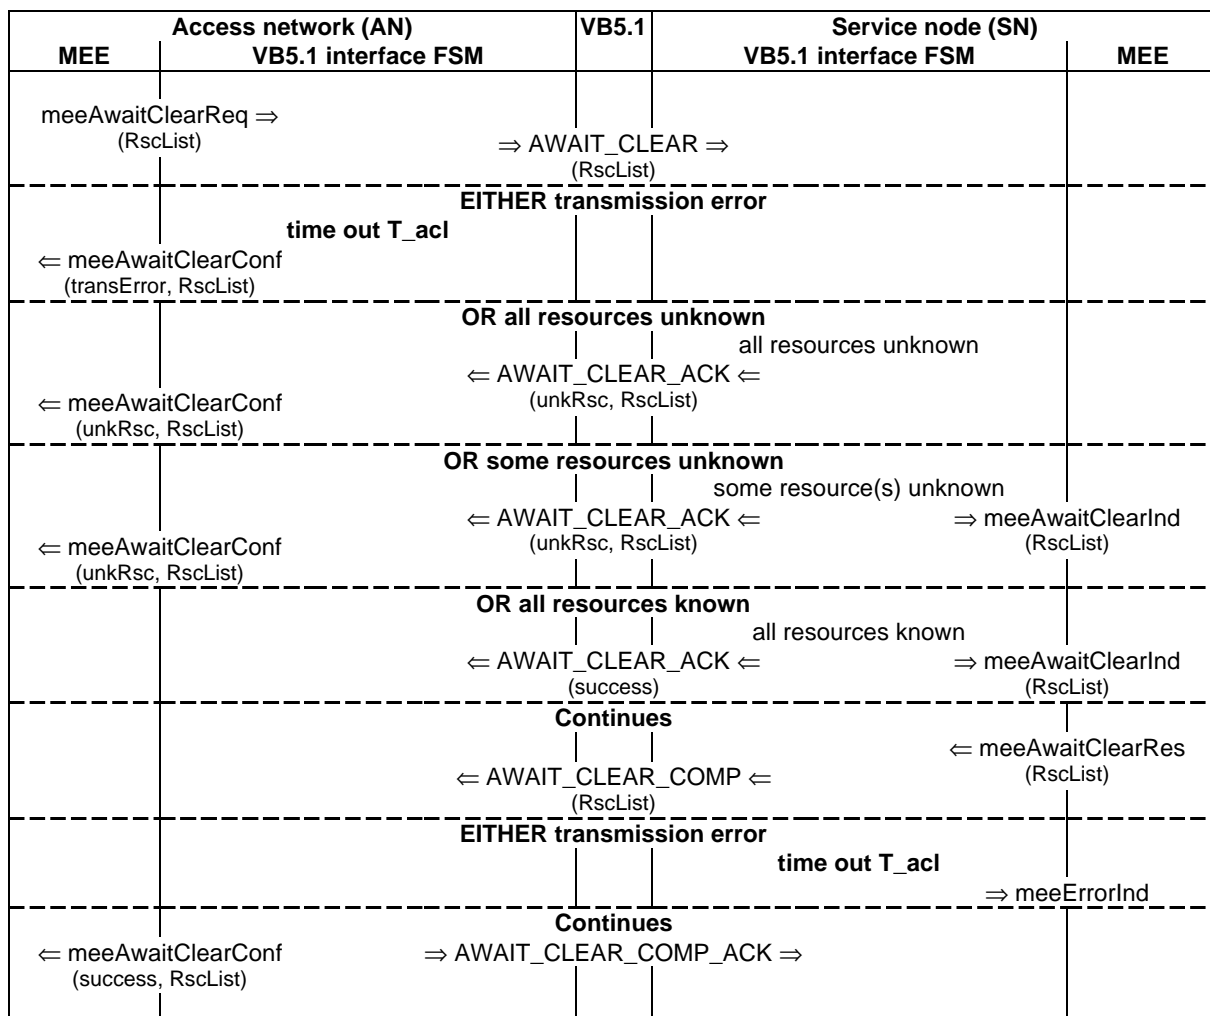 Access network (AN) VB5.1 Service node (SN)
MEE VB5.1 interface FSM VB5.1 interface FSM MEE
meeAwaitClearReq ⇒
(RscList)
⇒ AWAIT_CLEAR ⇒
(RscList)
EITHER transmission error
time out T_acl
⇐ meeAwaitClearConf
(transError, RscList)
OR all resources unknown
all resources unknown
⇐ AWAIT_CLEAR_ACK ⇐
(unkRsc, RscList)
⇐ meeAwaitClearConf
(unkRsc, RscList)
OR some resources unknown
some resource(s) unknown
⇐ AWAIT_CLEAR_ACK ⇐ ⇒ meeAwaitClearInd
(unkRsc, RscList) (RscList)
⇐ meeAwaitClearConf
(unkRsc, RscList)
OR all resources known
all resources known
⇐ AWAIT_CLEAR_ACK ⇐ ⇒ meeAwaitClearInd
(success) (RscList)
Continues
⇐ meeAwaitClearRes
(RscList)
⇐ AWAIT_CLEAR_COMP ⇐
(RscList)
EITHER transmission error
time out T_acl
⇒ meeErrorInd
Continues
⇐ meeAwaitClearConf ⇒ AWAIT_CLEAR_COMP_ACK ⇒
(success, RscList)